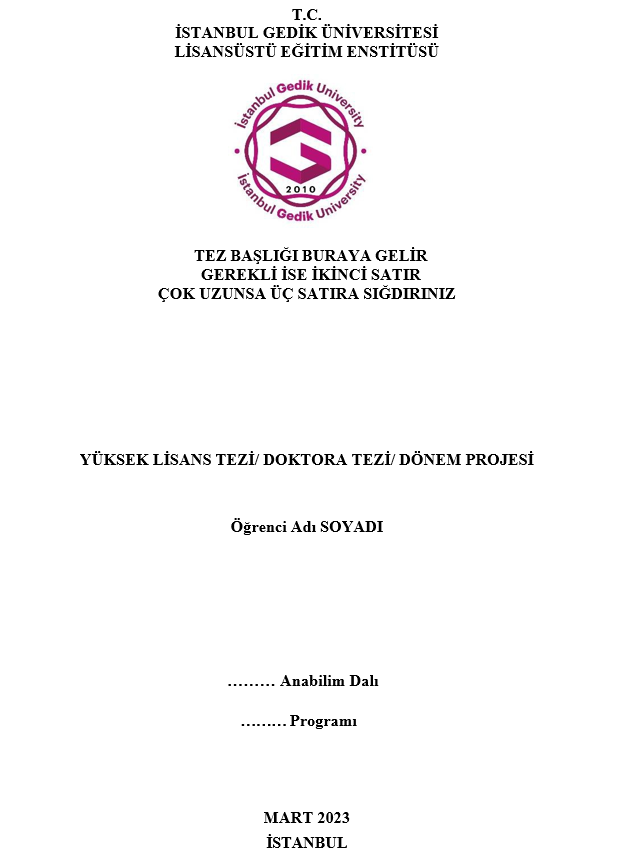 T.C.
İSTANBUL GEDİK ÜNİVERSİTESİ
LİSANSÜSTÜ EĞİTİM ENSTİTÜSÜ
İstanbul Gedik University
2010
İstanbul Gedik University
TEZ BAŞLIĞI BURAYA GELİR
GEREKLİ İSE İKİNCİ SATIR
ÇOK UZUNSA ÜÇ SATIRA SIĞDIRINIZ
YÜKSEK LİSANS TEZİ/ DOKTORA TEZİ/ DÖNEM PROJESİ
Öğrenci Adı SOYADI
……… Anabilim Dalı
……… Programı
MART 2023
İSTANBUL